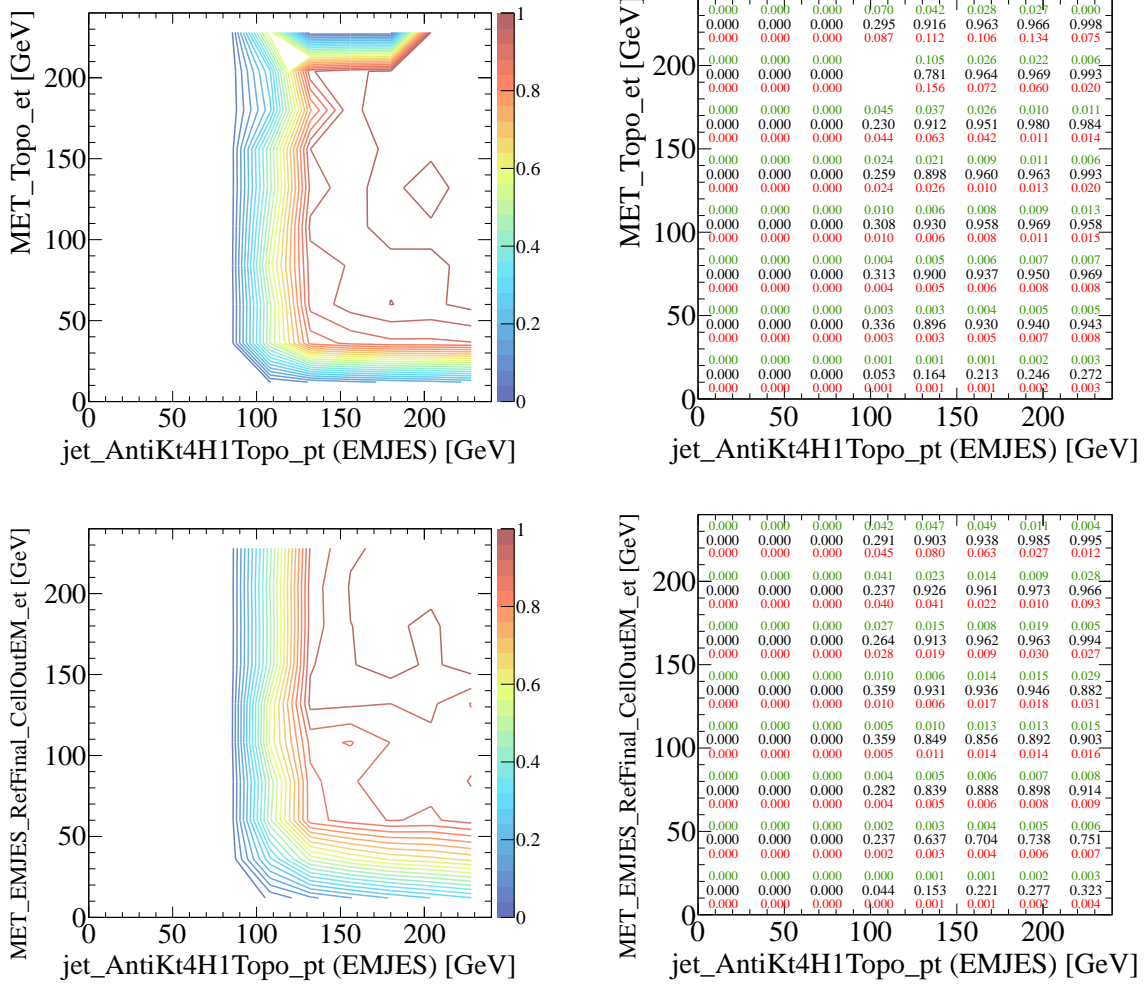 MET_Topo_et [GeV]
200
150
100
50
0
0 50 100 150 200
jet_AntiKt4H1Topo_pt (EMJES) [GeV]
1
0.8
0.6
0.4
0.2
0
MET_Topo_et [GeV]
200
150
100
50
0
0.000 0.000 0.000 0.070 0.042 0.028 0.027 0.000
0.000 0.000 0.000 0.295 0.916 0.963 0.966 0.998
0.000 0.000 0.000 0.087 0.112 0.106 0.134 0.075
0.000 0.000 0.000 0.105 0.026 0.022 0.006
0.000 0.000 0.000 0.781 0.964 0.969 0.993
0.000 0.000 0.000 0.156 0.072 0.060 0.020
0.000 0.000 0.000 0.045 0.037 0.026 0.010 0.011
0.000 0.000 0.000 0.230 0.912 0.951 0.980 0.984
0.000 0.000 0.000 0.044 0.063 0.042 0.011 0.014
0.000 0.000 0.000 0.024 0.021 0.009 0.011 0.006
0.000 0.000 0.000 0.259 0.898 0.960 0.963 0.993
0.000 0.000 0.000 0.024 0.026 0.010 0.013 0.020
0.000 0.000 0.000 0.010 0.006 0.008 0.009 0.013
0.000 0.000 0.000 0.308 0.930 0.958 0.969 0.958
0.000 0.000 0.000 0.010 0.006 0.008 0.011 0.015
0.000 0.000 0.000 0.004 0.005 0.006 0.007 0.007
0.000 0.000 0.000 0.313 0.900 0.937 0.950 0.969
0.000 0.000 0.000 0.004 0.005 0.006 0.008 0.008
0.000 0.000 0.000 0.003 0.003 0.004 0.005 0.005
0.000 0.000 0.000 0.336 0.896 0.930 0.940 0.943
0.000 0.000 0.000 0.003 0.003 0.005 0.007 0.008
0.000 0.000 0.000 0.001 0.001 0.001 0.002 0.003
0.000 0.000 0.000 0.053 0.164 0.213 0.246 0.272
0.000 0.000 0.000 0.001 0.001 0.001 0.002 0.003
0 50 100 150 200
jet_AntiKt4H1Topo_pt (EMJES) [GeV]
MET_EMJES_RefFinal_CellOutEM_et [GeV]
200
150
100
50
0
0 50 100 150 200
jet_AntiKt4H1Topo_pt (EMJES) [GeV]
1
0.8
0.6
0.4
0.2
0
MET_EMJES_RefFinal_CellOutEM_et [GeV]
200
150
100
50
0
0.000 0.000 0.000 0.042 0.047 0.049 0.011 0.004
0.000 0.000 0.000 0.291 0.903 0.938 0.985 0.995
0.000 0.000 0.000 0.045 0.080 0.063 0.027 0.012
0.000 0.000 0.000 0.041 0.023 0.014 0.009 0.028
0.000 0.000 0.000 0.237 0.926 0.961 0.973 0.966
0.000 0.000 0.000 0.040 0.041 0.022 0.010 0.093
0.000 0.000 0.000 0.027 0.015 0.008 0.019 0.005
0.000 0.000 0.000 0.264 0.913 0.962 0.963 0.994
0.000 0.000 0.000 0.028 0.019 0.009 0.030 0.027
0.000 0.000 0.000 0.010 0.006 0.014 0.015 0.029
0.000 0.000 0.000 0.359 0.931 0.936 0.946 0.882
0.000 0.000 0.000 0.010 0.006 0.017 0.018 0.031
0.000 0.000 0.000 0.005 0.010 0.013 0.013 0.015
0.000 0.000 0.000 0.359 0.849 0.856 0.892 0.903
0.000 0.000 0.000 0.005 0.011 0.014 0.014 0.016
0.000 0.000 0.000 0.004 0.005 0.006 0.007 0.008
0.000 0.000 0.000 0.282 0.839 0.888 0.898 0.914
0.000 0.000 0.000 0.004 0.005 0.006 0.008 0.009
0.000 0.000 0.000 0.002 0.003 0.004 0.005 0.006
0.000 0.000 0.000 0.237 0.637 0.704 0.738 0.751
0.000 0.000 0.000 0.002 0.003 0.004 0.006 0.007
0.000 0.000 0.000 0.000 0.001 0.001 0.002 0.003
0.000 0.000 0.000 0.044 0.153 0.221 0.277 0.323
0.000 0.000 0.000 0.000 0.001 0.001 0.002 0.004
0 50 100 150 200
jet_AntiKt4H1Topo_pt (EMJES) [GeV]